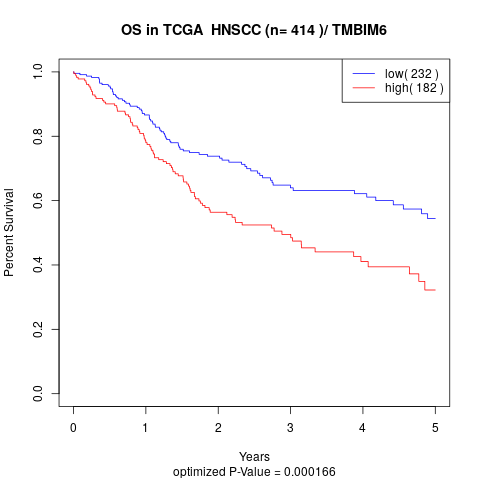 OS in TCGA  HNSCC (n= 414 )/ TMBIM6
low( 232 )
high( 182 )
Percent Survival
1.0
0.8
0.6
0.4
0.2
0.0
0 1 2 3 4 5
Years
optimized P-Value = 0.000166